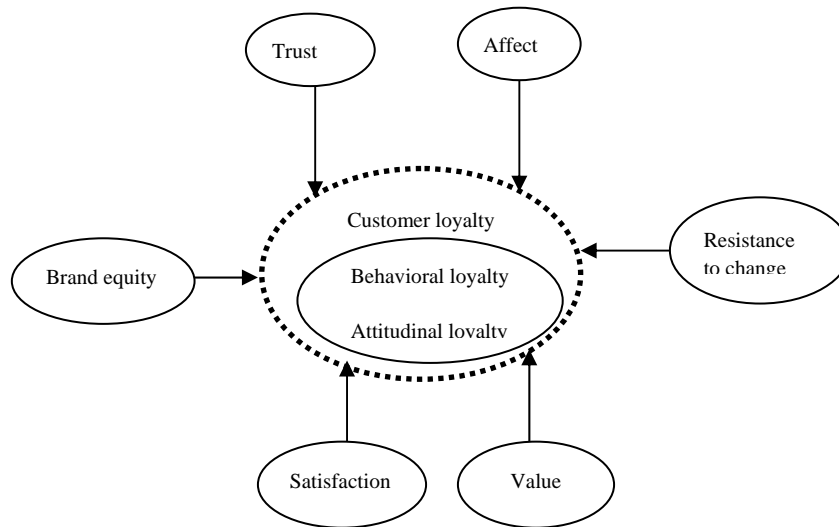 Trust
Affect
Customer loyalty
Resistance
to change
Brand equity
Behavioral loyalty
Attitudinal loyalty
Satisfaction
Value